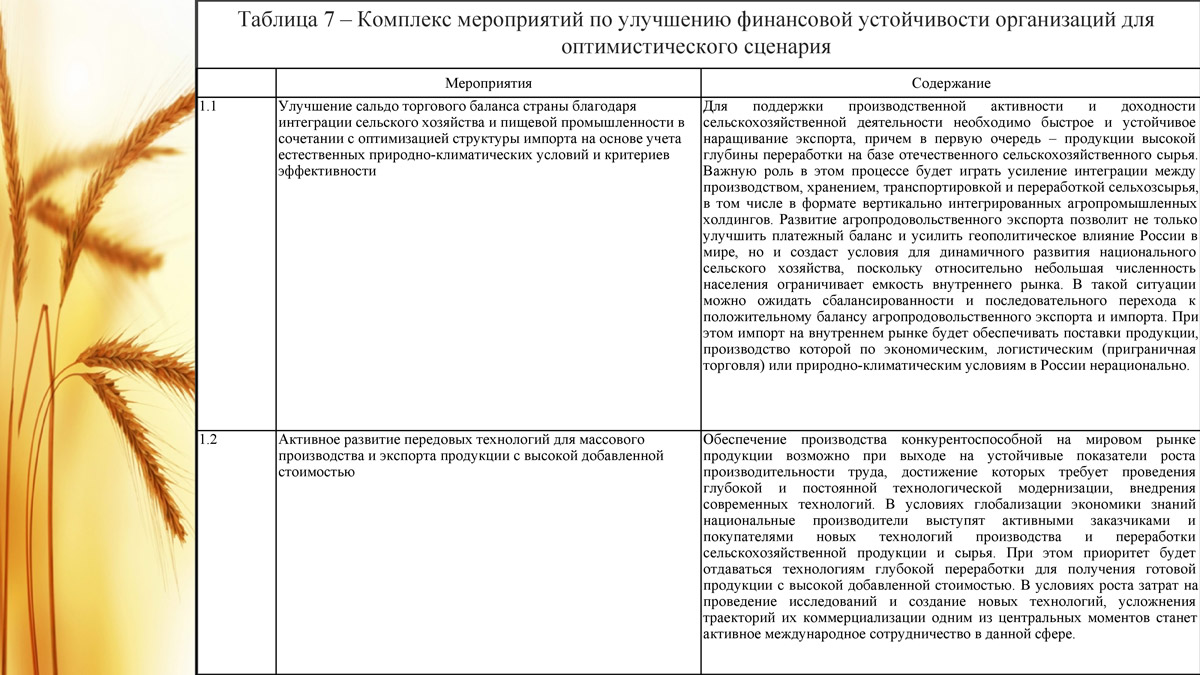 Таблица 7 – Комплекс мероприятий по улучшению финансовой устойчивости организаций для
оптимистического сценария
Мероприятия
Содержание
1.1
Улучшение сальдо торгового баланса страны благодаря
интеграции сельского хозяйства и пищевой промышленности в
сочетании с оптимизацией структуры импорта на основе учета
естественных природно-климатических условий и критериев
эффективности
Для поддержки производственной активности и доходности
сельскохозяйственной деятельности необходимо быстрое и устойчивое
наращивание экспорта, причем в первую очередь – продукции высокой
глубины переработки на базе отечественного сельскохозяйственного сырья.
Важную роль в этом процессе будет играть усиление интеграции между
производством, хранением, транспортировкой и переработкой сельхозсырья,
в том числе в формате вертикально интегрированных агропромышленных
холдингов. Развитие агропродовольственного экспорта позволит не только
улучшить платежный баланс и усилить геополитическое влияние России в
мире, но и создаст условия для динамичного развития национального
сельского хозяйства, поскольку относительно небольшая численность
населения ограничивает емкость внутреннего рынка. В такой ситуации
можно ожидать сбалансированности и последовательного перехода к
положительному балансу агропродовольственного экспорта и импорта. При
этом импорт на внутреннем рынке будет обеспечивать поставки продукции,
производство которой по экономическим, логистическим (приграничная
торговля) или природно-климатическим условиям в России нерационально.
1.2
Активное развитие передовых технологий для массового
производства и экспорта продукции с высокой добавленной
стоимостью
Обеспечение производства конкурентоспособной на мировом рынке
продукции возможно при выходе на устойчивые показатели роста
производительности труда, достижение которых требует проведения
глубокой и постоянной технологической модернизации, внедрения
современных технологий. В условиях глобализации экономики знаний
национальные производители выступят активными заказчиками и
покупателями новых технологий производства и переработки
сельскохозяйственной продукции и сырья. При этом приоритет будет
отдаваться технологиям глубокой переработки для получения готовой
продукции с высокой добавленной стоимостью. В условиях роста затрат на
проведение исследований и создание новых технологий, усложнения
траекторий их коммерциализации одним из центральных моментов станет
активное международное сотрудничество в данной сфере.